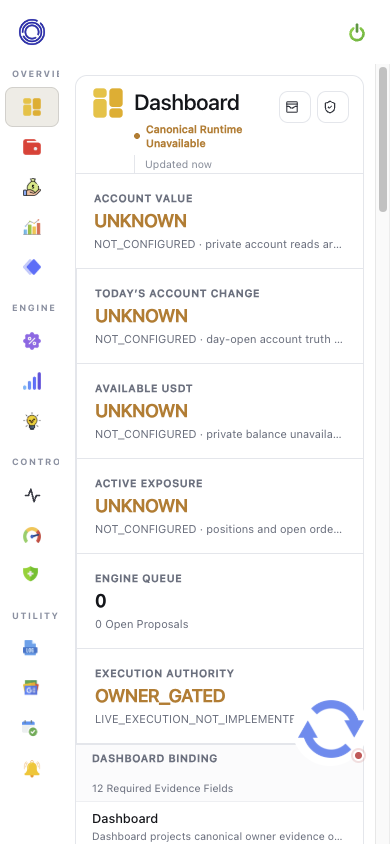 OVERVIE
Dashboard
Canonical Runtime
Unavailable
Updated now
ACCOUNT VALUE
UNKNOWN
NOT_CONFIGURED · private account reads ar...
TODAY'S ACCOUNT CHANGE
UNKNOWN
NOT_CONFIGURED · day-open account truth ...
ENGINE
AVAILABLE USDT
UNKNOWN
NOT_CONFIGURED · private balance unavaila...
CONTRO
ACTIVE EXPOSURE
UNKNOWN
NOT_CONFIGURED · positions and open orde...
ENGINE QUEUE
0
0 Open Proposals
UTILITY
EXECUTION AUTHORITY
OWNER_GATED
LIVE_EXECUTION_NOT_IMPLEMENTE
DASHBOARD BINDING
12 Required Evidence Fields
Dashboard
Dashboard projects canonical owner evidence o...